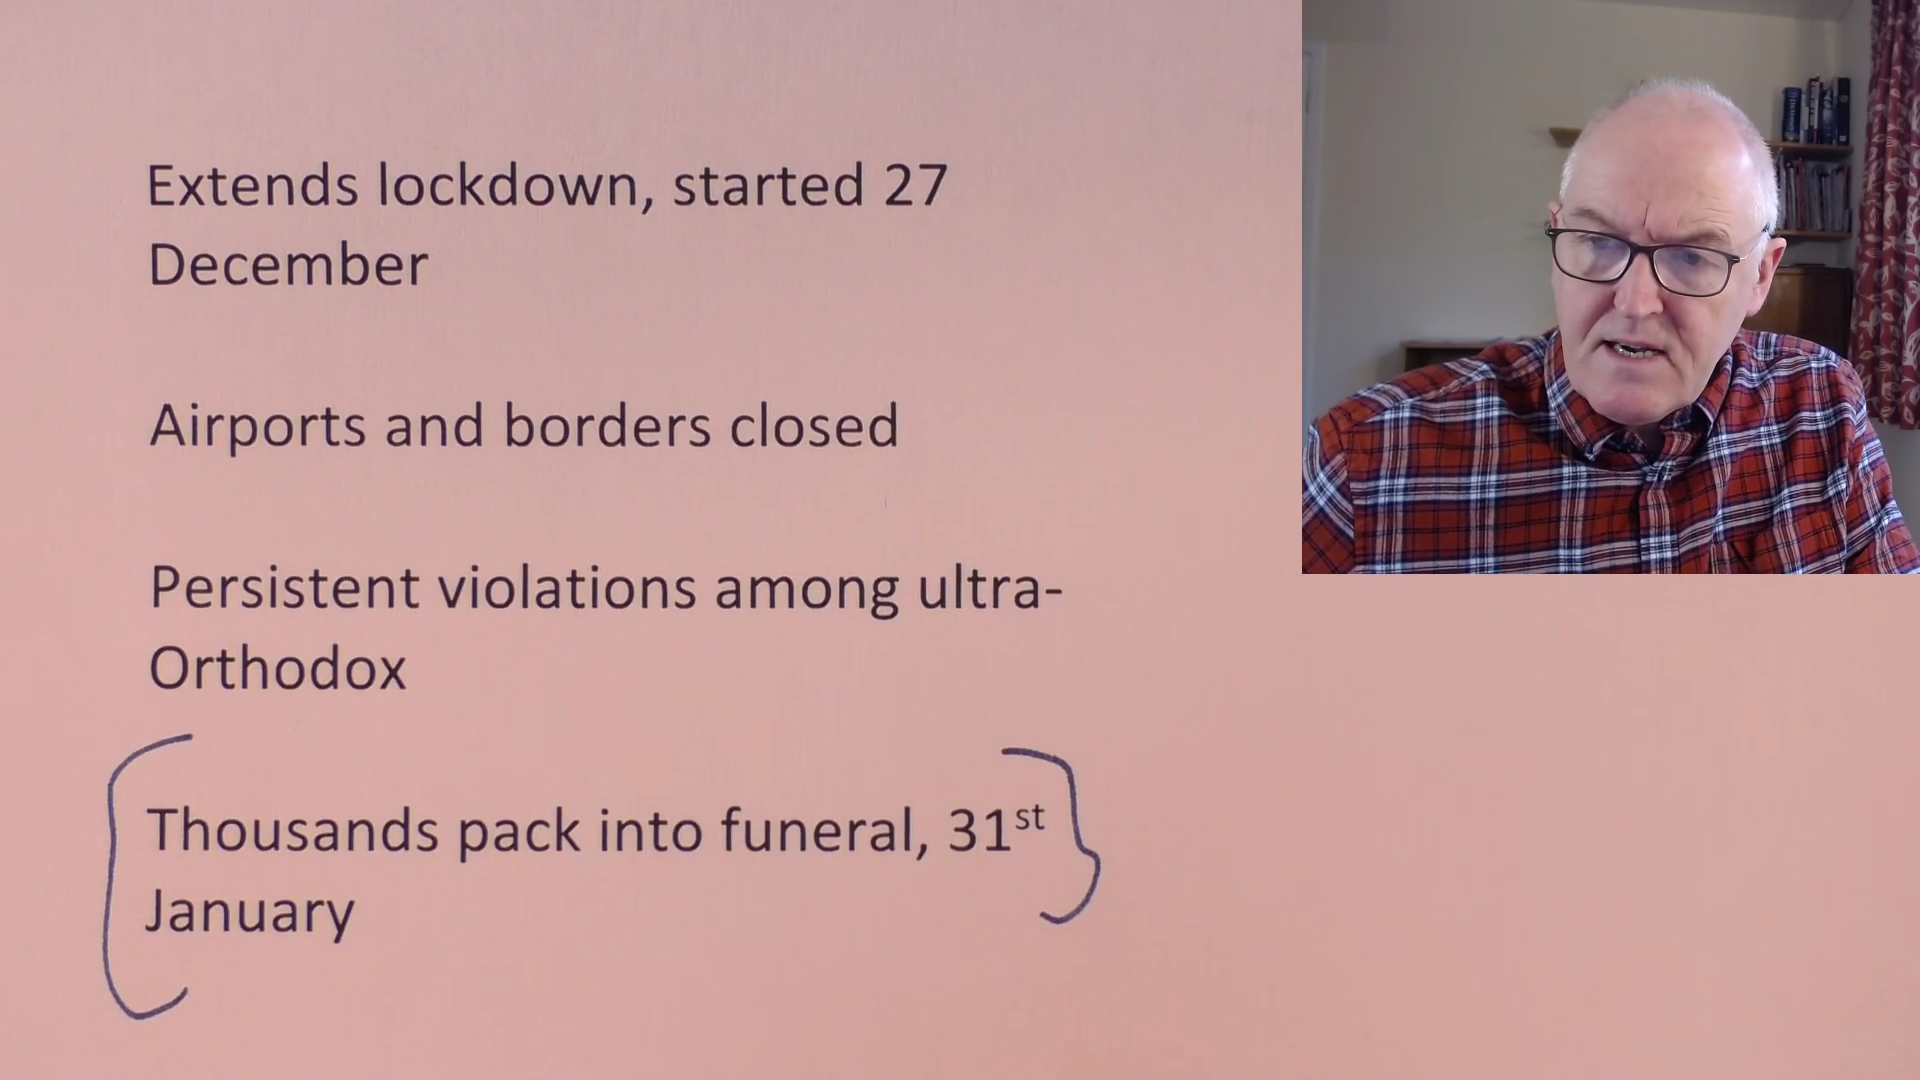 Extends lockdown, started 27
December
Airports and borders closed
Persistent violations among ultra-
Orthodox
Thousands pack into funeral, 31st
January